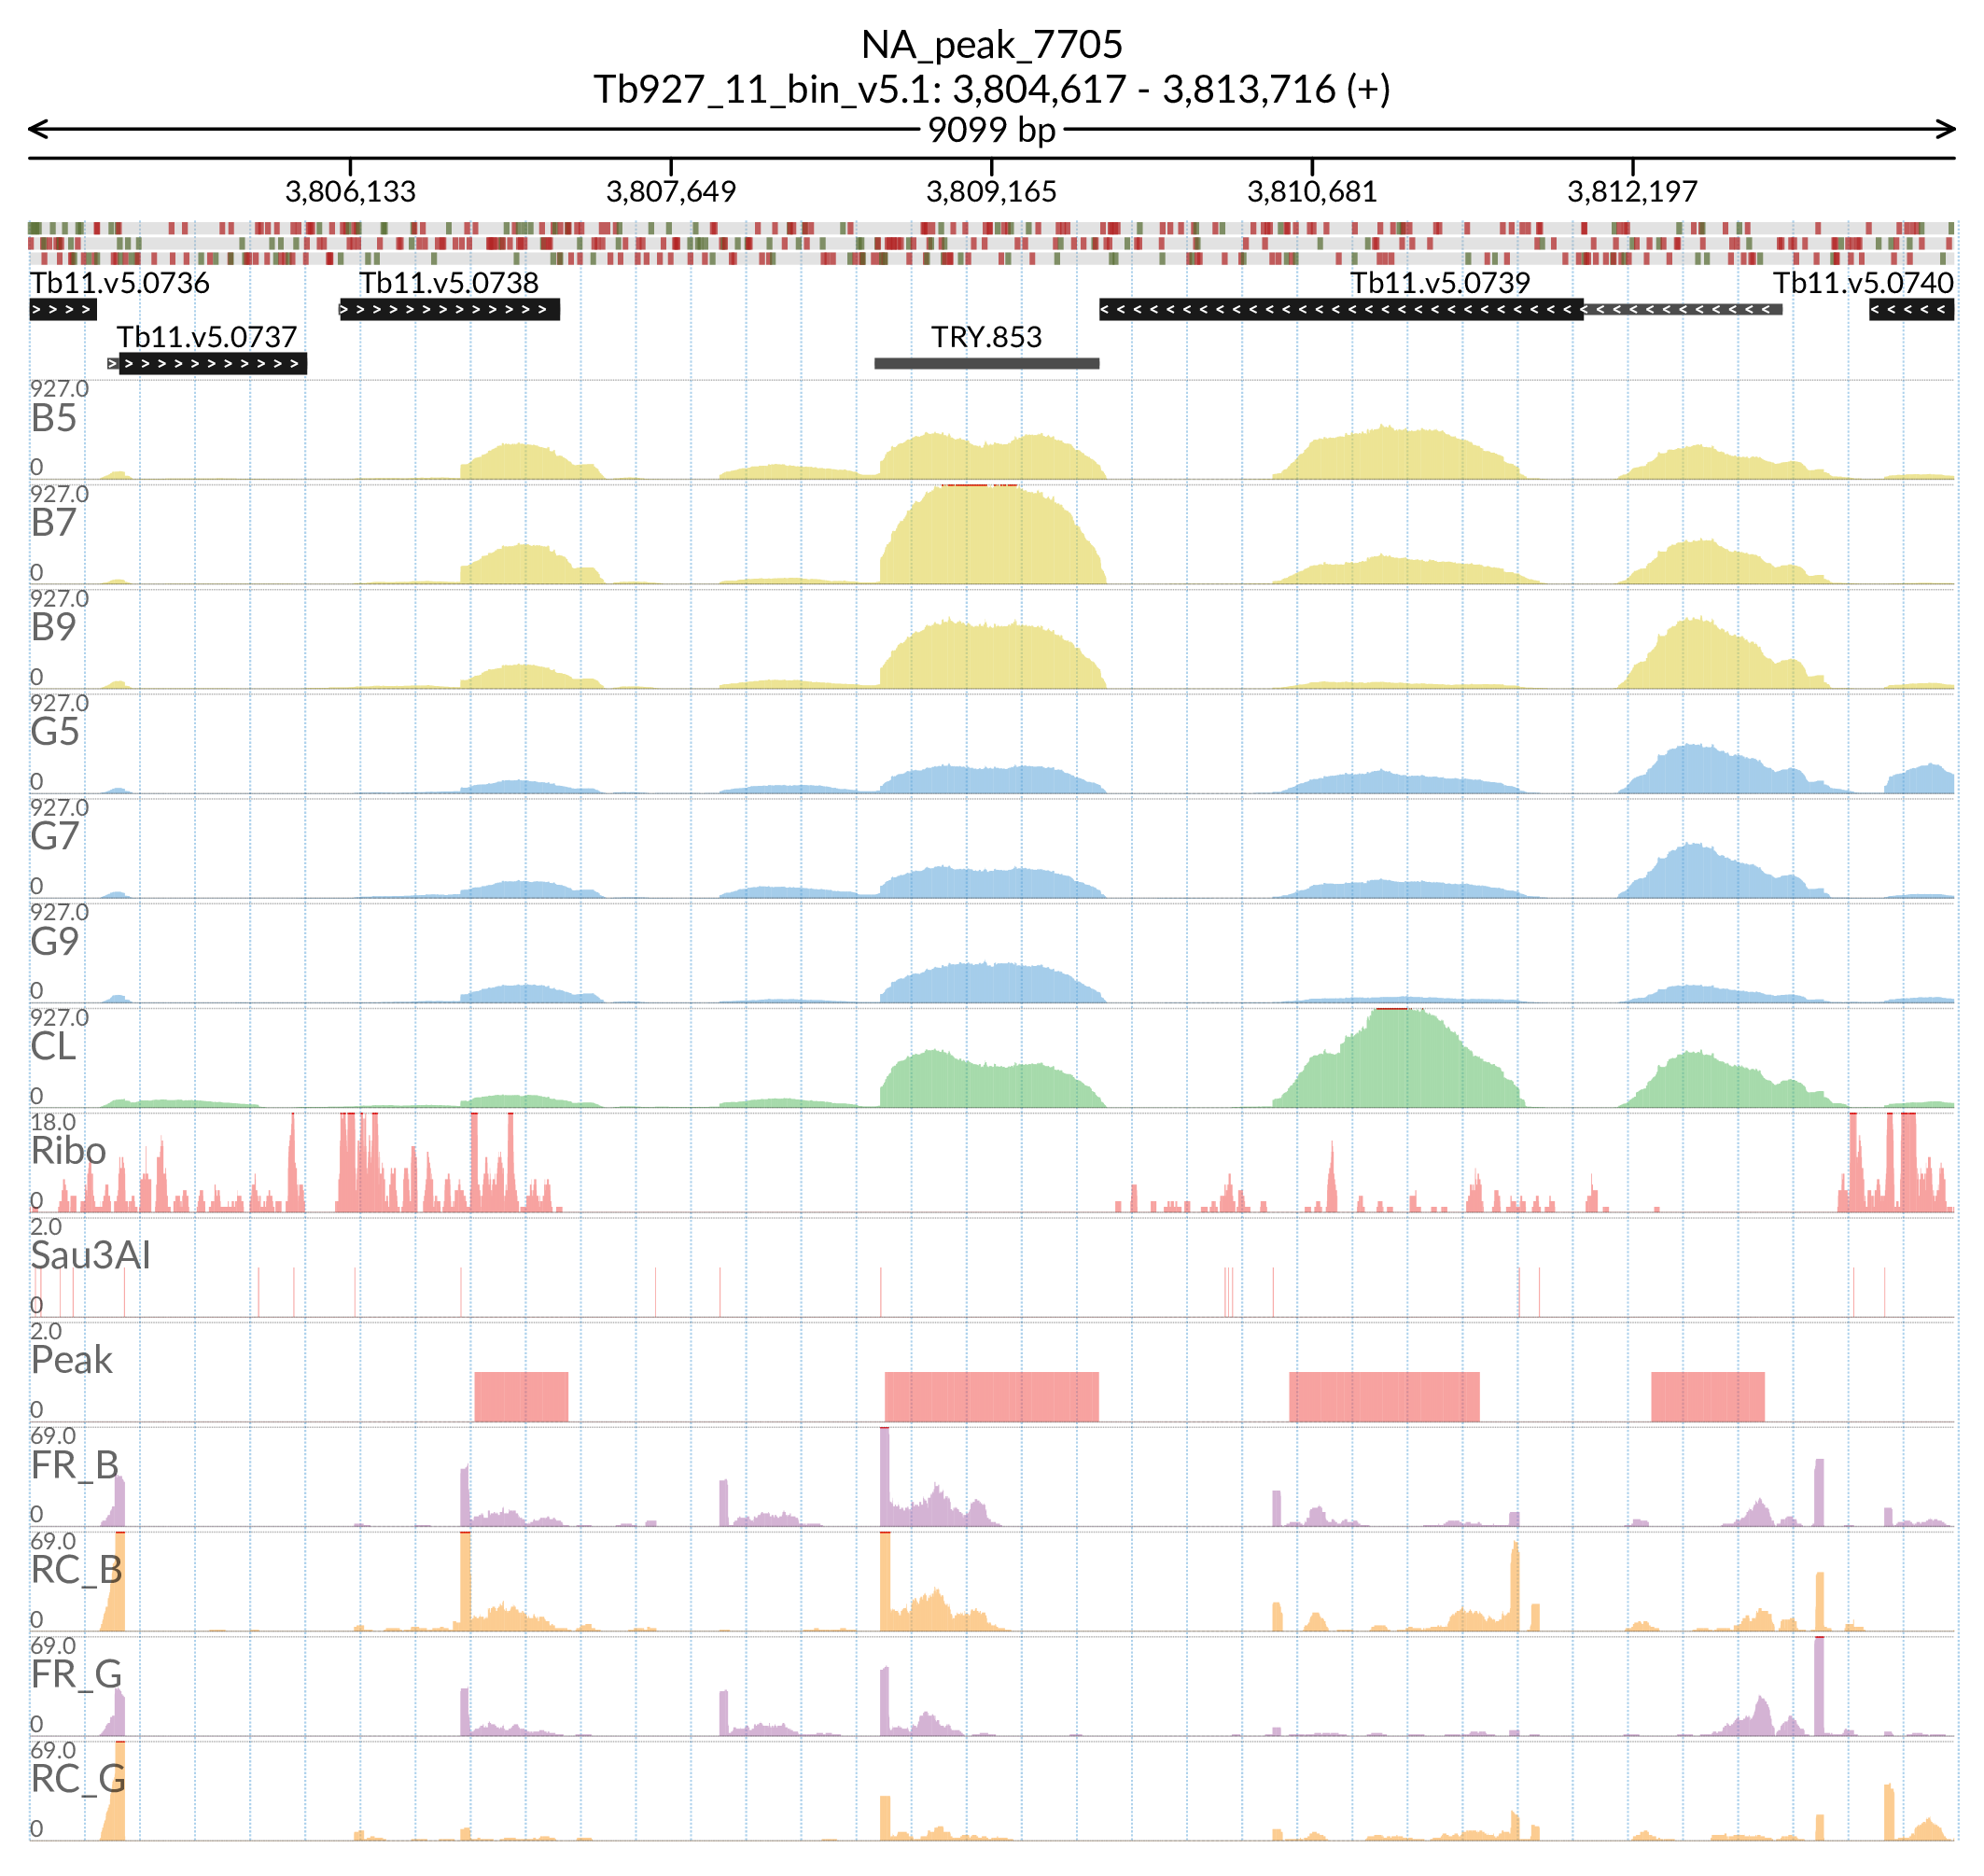 NA_peak_7705
Tb927_11_bin_v5.1: 3,804,617 - 3,813,716 (+)
9099 bp
3,806,133 3,807,649 3,809,165 3,810,681 3,812,197
Tb11.v5.0736 Tb11.v5.0738 Tb11.v5.0739 Tb11.v5.0740
Tb11.v5.0737 TRY.853
927.0
B5
0
927.0
B7
0
927.0
B9
0
927.0
G5
0
927.0
G7
0
927.0
G9
0
927.0
CL
0
18.0
Ribo
0
2.0
Sau3AI
0
2.0
Peak
0
69.0
FR_B
0
69.0
RC_B
0
69.0
FR_G
0
69.0
RC_G
0